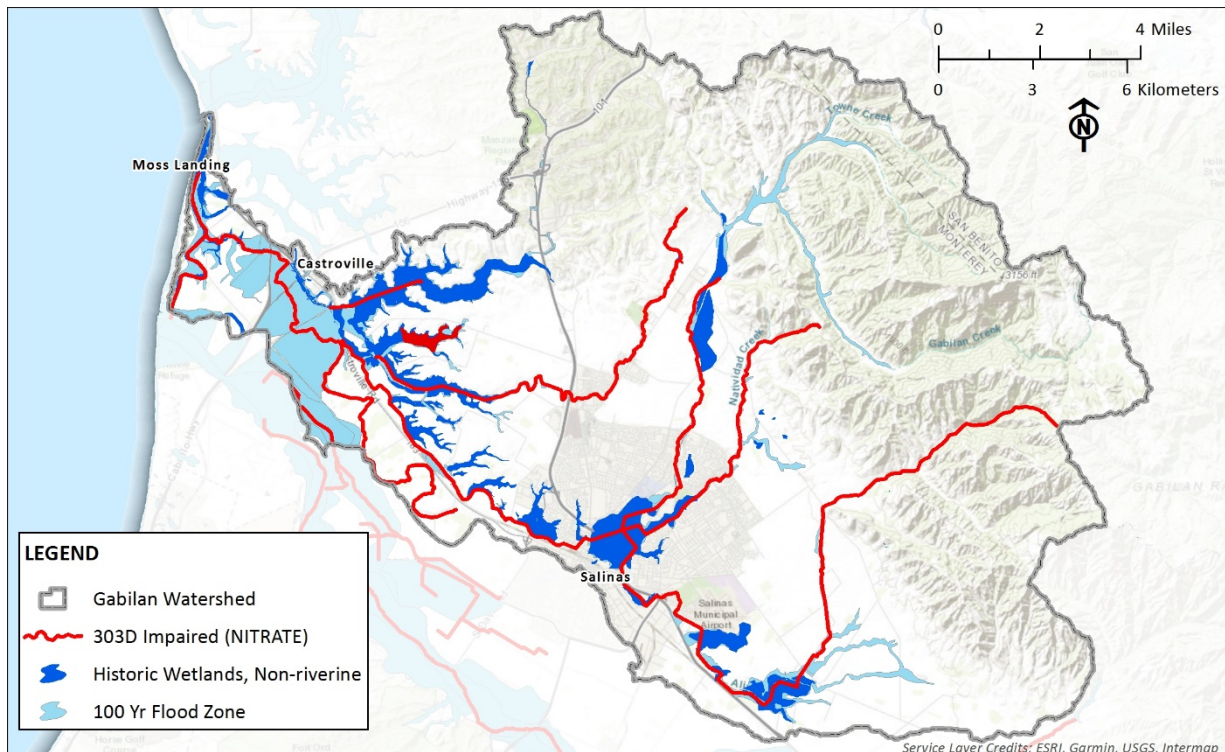 0 2 4 Miles
0 3 6 Kilometers
N
101
Towne Creek
Moss Landing
Highway
SAN BENITO
MONTEREY
3156 ft
Castroville
Gabilan Creek
Natividad Creek
Salinas
Salinas
Municipal
Airport
GABILAN
LEGEND
Gabilan Watershed
303D Impaired (NITRATE)
Historic Wetlands, Non-riverine
100 Yr Flood Zone
Service Layer Credits: ESRI, Garmin, USGS, Intermap